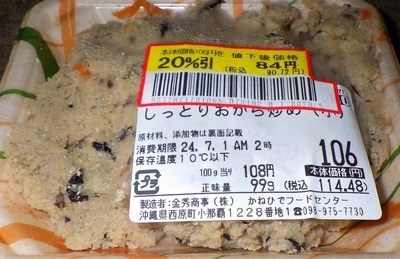 本体価格106円を 値下後価格
20%引 84円
(税込 90.72円)
しっとりおから炒め(小)
原材料、添加物は裏面記載
消費期限 24.7.1 AM 2時
保存温度10℃以下
106
100g当り 108円 本体価格(円)
正味量 99g (税込) 114.48)
製造者:金秀商事(株) かねひでフードセンター
沖縄県西原町小那覇1228番地1 ☎098-975-7730